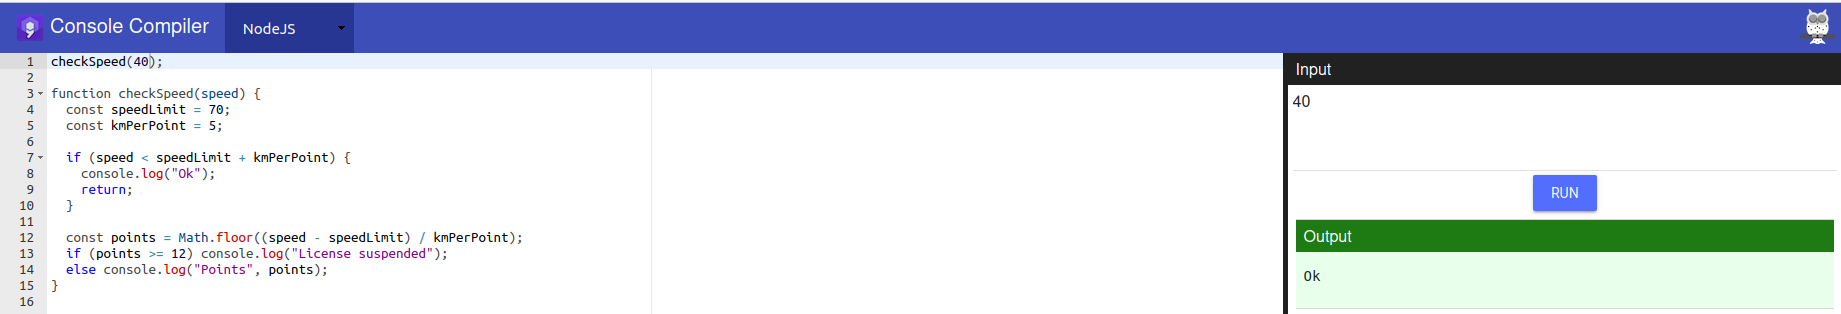 Console Compiler NodeJS
1 checkSpeed(40);
2
3 function checkSpeed(speed) {
4   const speedLimit = 70;
5   const kmPerPoint = 5;
6
7   if (speed < speedLimit + kmPerPoint) {
8     console.log("Ok");
9     return;
10   }
11
12   const points = Math.floor((speed - speedLimit) / kmPerPoint);
13   if (points >= 12) console.log("License suspended");
14   else console.log("Points", points);
15 }
16
Input
40
RUN
Output
Ok